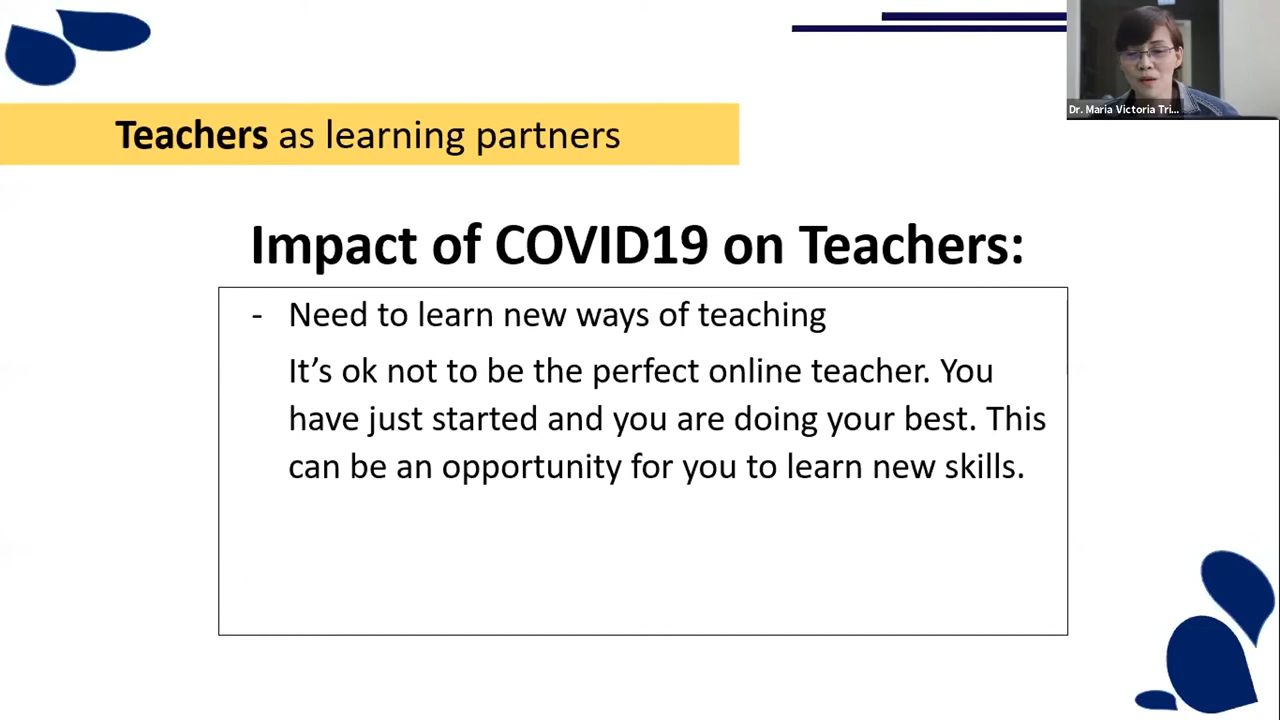 Dr. Maria Victoria Tri...
Teachers as learning partners
Impact of COVID19 on Teachers:
- Need to learn new ways of teaching
It’s ok not to be the perfect online teacher. You
have just started and you are doing your best. This
can be an opportunity for you to learn new skills.